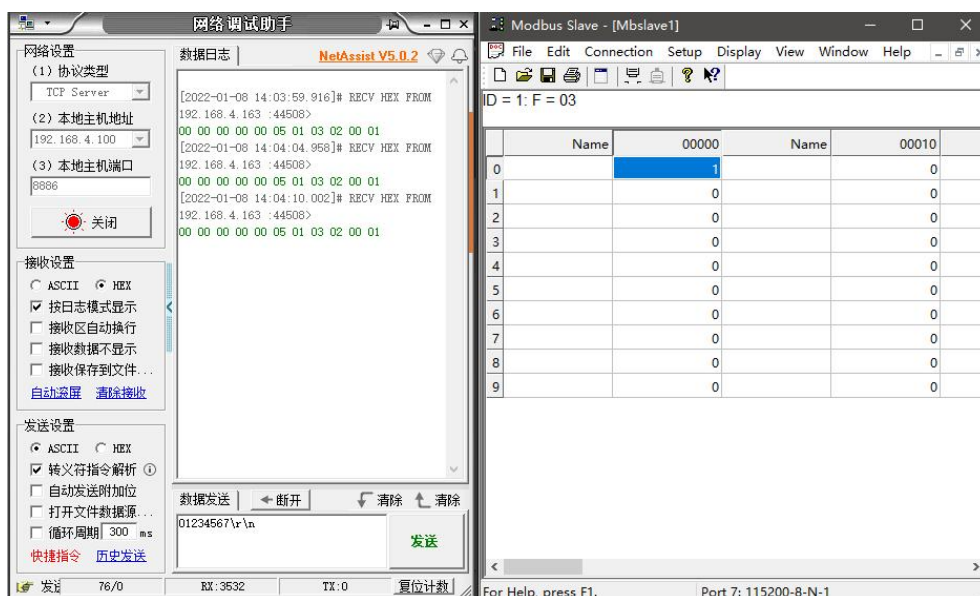 网络调试助手
网络设置
(1) 协议类型
TCP Server
(2) 本地主机地址
192.168.4.100
(3) 本地主机端口
8886
关闭
接收设置
ASCII HEX
按日志模式显示
接收区自动换行
接收数据不显示
接收保存到文件...
自动滚屏 清除接收
发送设置
ASCII HEX
转义符指令解析
自动发送附加位
打开文件数据源...
循环周期 300 ms
快捷指令 历史发送
数据日志 NetAssist V5.0.2
[2022-01-08 14:03:59.916]# RECV HEX FROM
192.168.4.163 :44508>
00 00 00 00 00 05 01 03 02 00 01
[2022-01-08 14:04:04.958]# RECV HEX FROM
192.168.4.163 :44508>
00 00 00 00 00 05 01 03 02 00 01
[2022-01-08 14:04:10.002]# RECV HEX FROM
192.168.4.163 :44508>
00 00 00 00 00 05 01 03 02 00 01
数据发送 断开 清除 清除
01234567\r\n
发送
76/0 RX:3532 TX:0 复位计数
Modbus Slave - [Mbslave1]
File Edit Connection Setup Display View Window Help
ID = 1: F = 03
Name 00000 Name 00010
0 1 0
1 0 0
2 0 0
3 0 0
4 0 0
5 0 0
6 0 0
7 0 0
8 0 0
9 0 0
For Help, press F1. Port 7: 115200-8-N-1